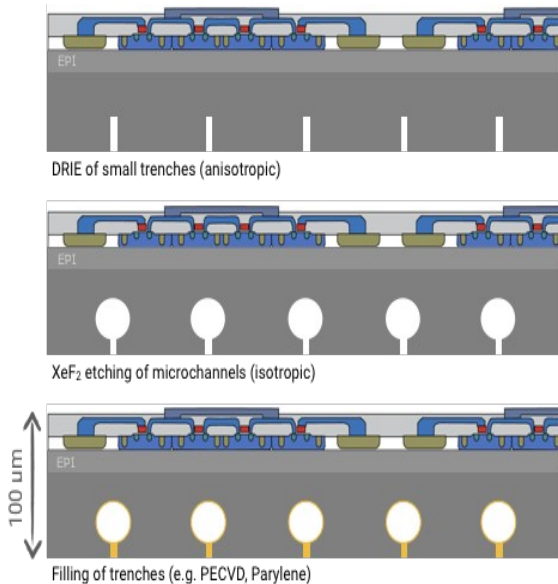 EPI
DRIE of small trenches (anisotropic)
EPI
XeF₂ etching of microchannels (isotropic)
100 um
EPI
Filling of trenches (e.g. PECVD, Parylene)